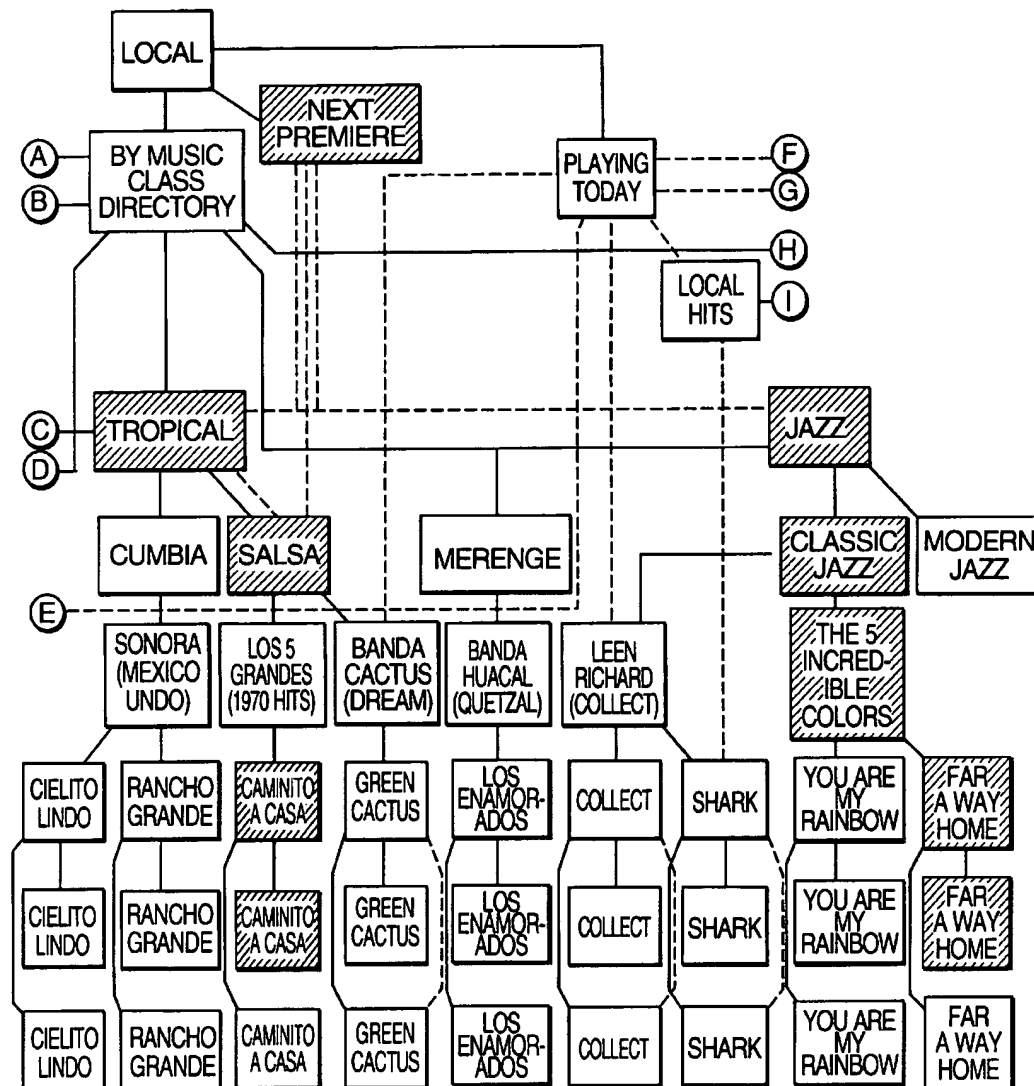 LOCAL
NEXT
PREMIERE
A
B
BY MUSIC
CLASS
DIRECTORY
PLAYING
TODAY
F
G
H
LOCAL
HITS
I
C
D
TROPICAL
JAZZ
CUMBIA
SALSA
MERENGE
CLASSIC
JAZZ
MODERN
JAZZ
E
SONORA
(MEXICO
UNDO)
LOS 5
GRANDES
(1970 HITS)
BANDA
CACTUS
(DREAM)
BANDA
HUACAL
(QUETZAL)
LEEN
RICHARD
(COLLECT)
THE 5
INCRED-
IBLE
COLORS
CIELITO
LINDO
RANCHO
GRANDE
CAMINITO
A CASA
GREEN
CACTUS
LOS
ENAMOR-
ADOS
COLLECT
SHARK
YOU ARE
MY
RAINBOW
FAR
A WAY
HOME
CIELITO
LINDO
RANCHO
GRANDE
CAMINITO
A CASA
GREEN
CACTUS
LOS
ENAMOR-
ADOS
COLLECT
SHARK
YOU ARE
MY
RAINBOW
FAR
A WAY
HOME
CIELITO
LINDO
RANCHO
GRANDE
CAMINITO
A CASA
GREEN
CACTUS
LOS
ENAMOR-
ADOS
COLLECT
SHARK
YOU ARE
MY
RAINBOW
FAR
A WAY
HOME